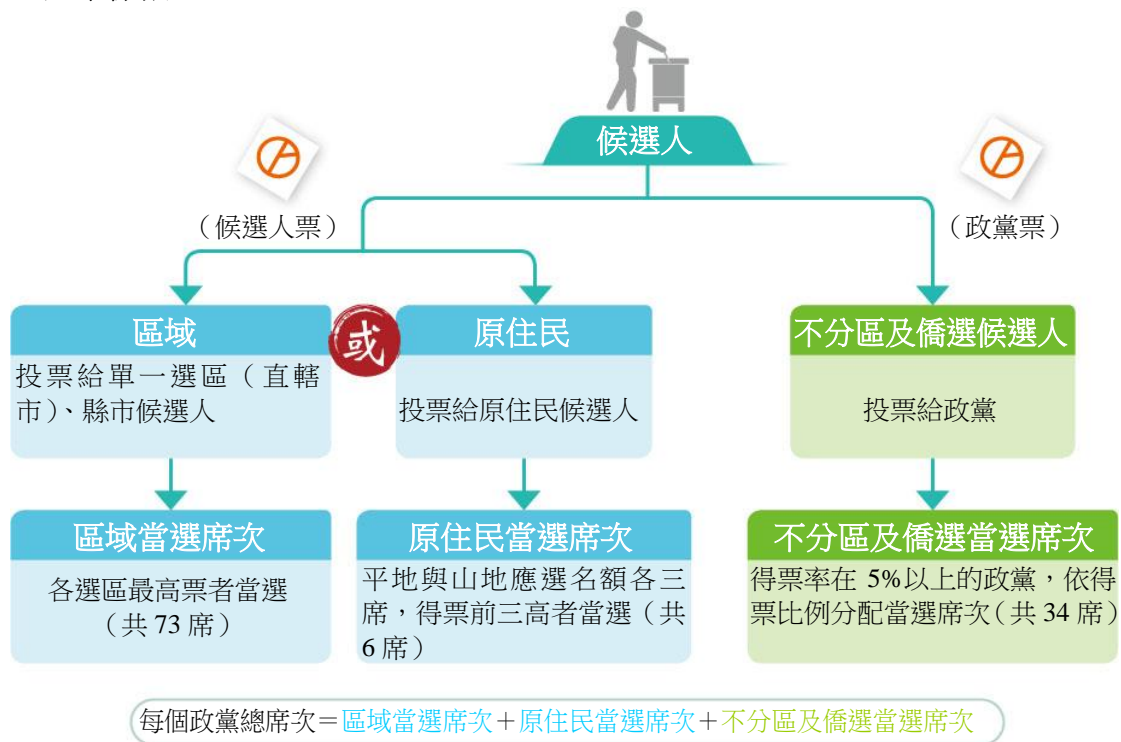 候選人
（候選人票）
（政黨票）
區域
投票給單一選區（直轄
市）、縣市候選人
或
原住民
投票給原住民候選人
不分區及僑選候選人
投票給政黨
區域當選席次
各選區最高票者當選
（共 73 席）
原住民當選席次
平地與山地應選名額各三
席，得票前三高者當選（共
6 席）
不分區及僑選當選席次
得票率在 5%以上的政黨，依得
票比例分配當選席次（共 34 席）
每個政黨總席次＝區域當選席次＋原住民當選席次＋不分區及僑選當選席次